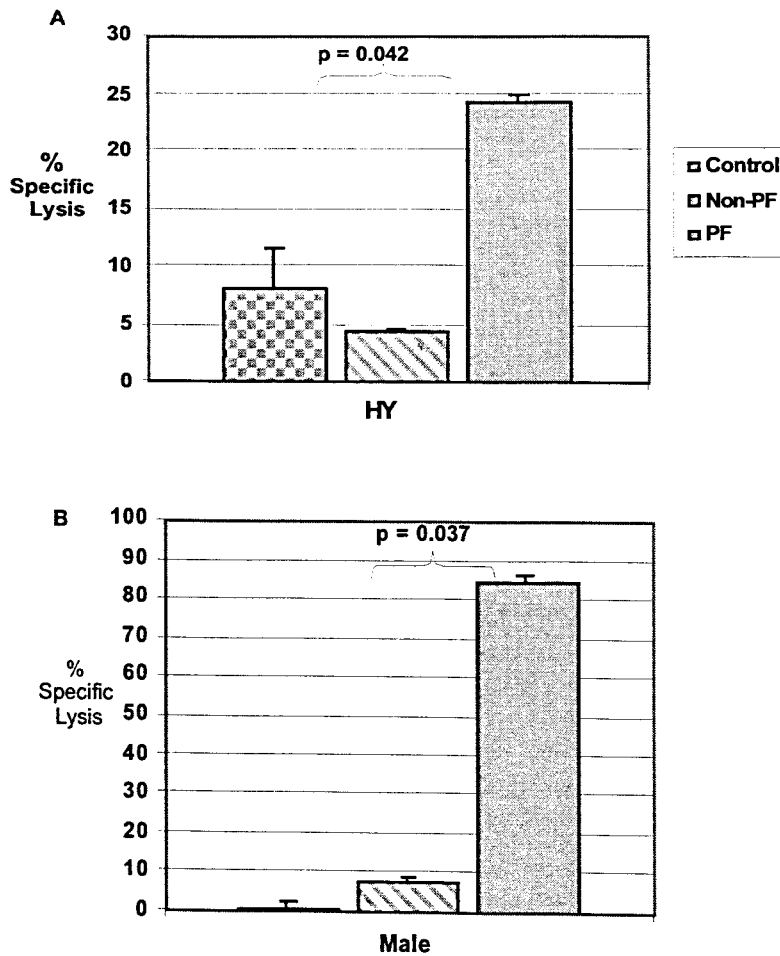 A
30
p = 0.042
25
20
%
Specific
Lysis
15
10
5
0
HY
Control
Non-PF
PF
B
100
p = 0.037
90
80
70
%
60
Specific
Lysis
50
40
30
20
10
0
Male